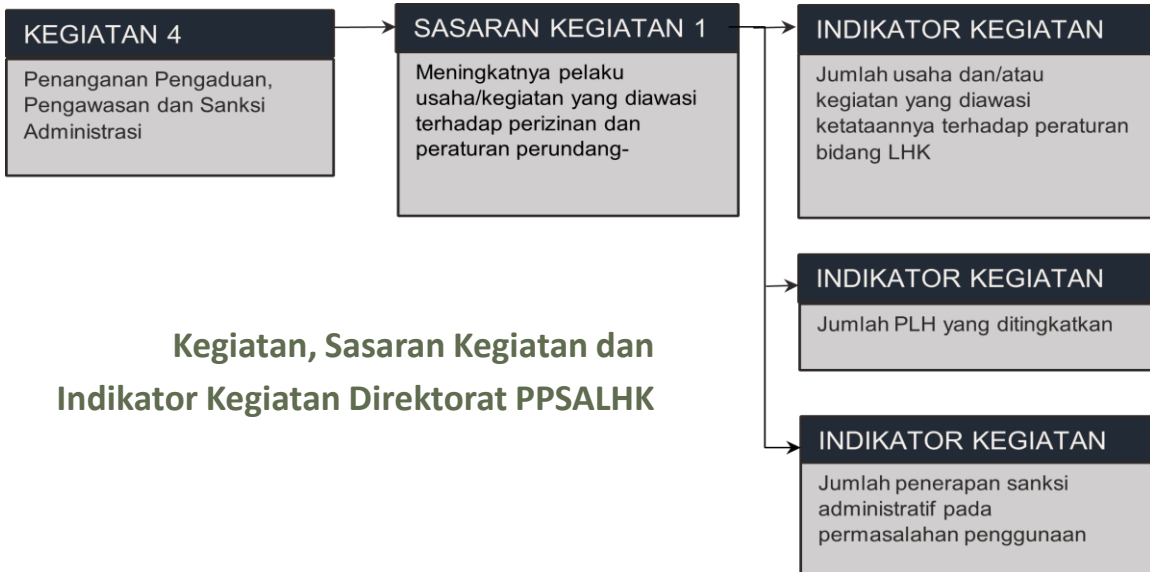 KEGIATAN 4
Penanganan Pengaduan,
Pengawasan dan Sanksi
Administrasi
SASARAN KEGIATAN 1
Meningkatnya pelaku
usaha/kegiatan yang diawasi
terhadap perizinan dan
peraturan perundang-
INDIKATOR KEGIATAN
Jumlah usaha dan/atau
kegiatan yang diawasi
ketataannya terhadap peraturan
bidang LHK
INDIKATOR KEGIATAN
Jumlah PLH yang ditingkatkan
INDIKATOR KEGIATAN
Jumlah penerapan sanksi
administratif pada
permasalahan penggunaan
Kegiatan, Sasaran Kegiatan dan
Indikator Kegiatan Direktorat PPSALHK